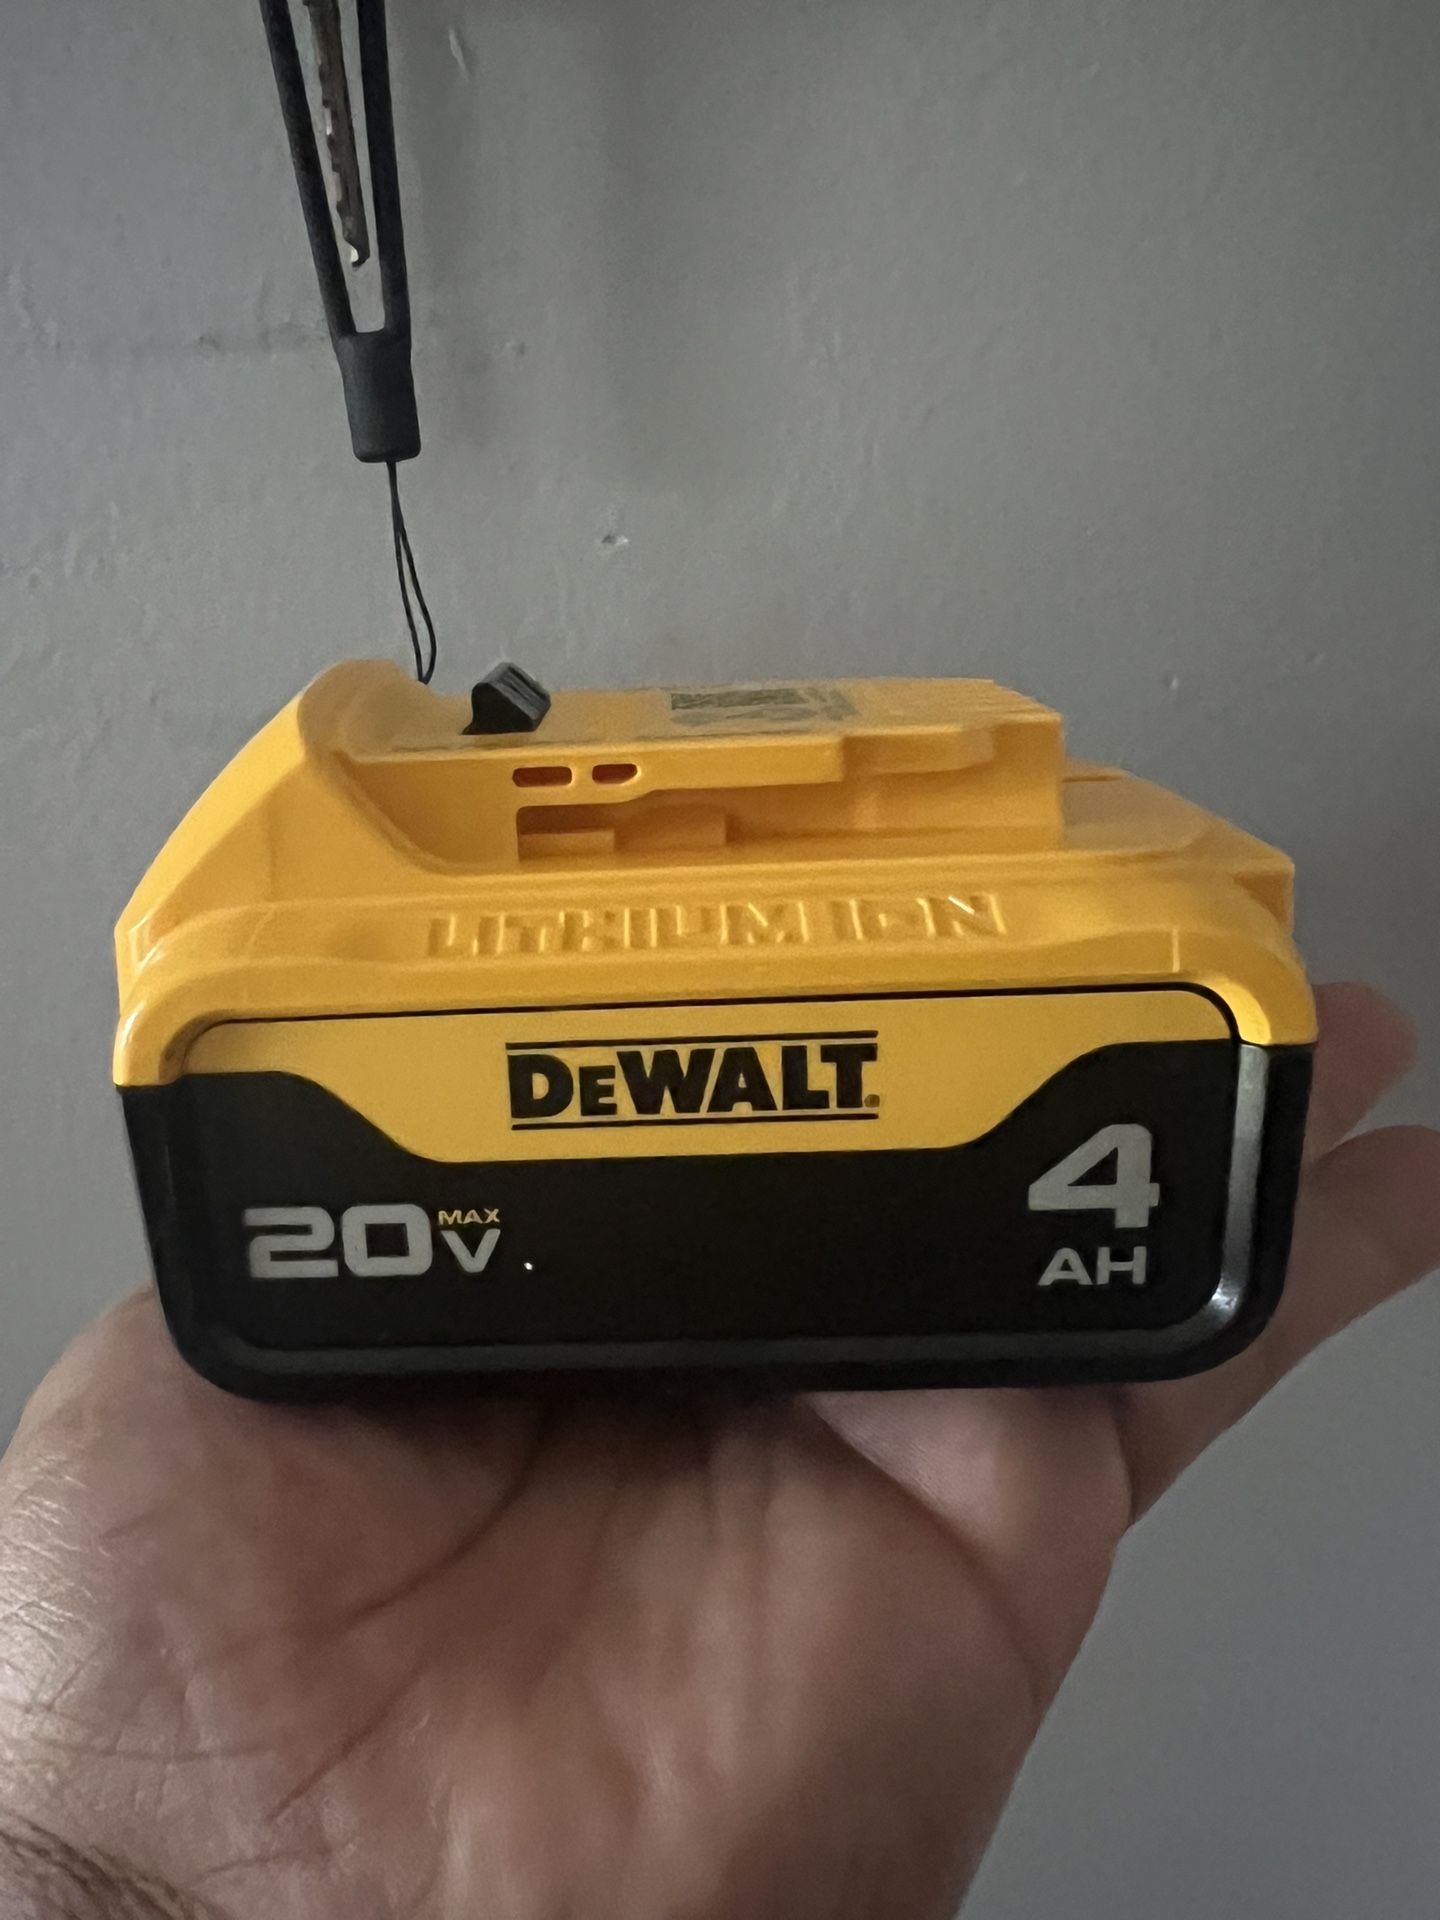 LITHIUM ION
DEWALT
20V MAX
4
AH